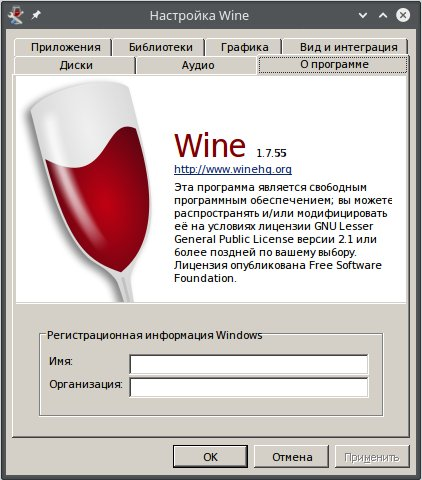 Настройка Wine
Приложения Библиотеки Графика Вид и интеграция
Диски Аудио О программе
Wine 1.7.55
http://www.winehq.org
Эта программа является свободным
программным обеспечением; вы можете
распространять и/или модифицировать
её на условиях лицензии GNU Lesser
General Public License версии 2.1 или
более поздней по вашему выбору.
Лицензия опубликована Free Software
Foundation.
Регистрационная информация Windows
Имя:
Организация:
OK Отмена Применить